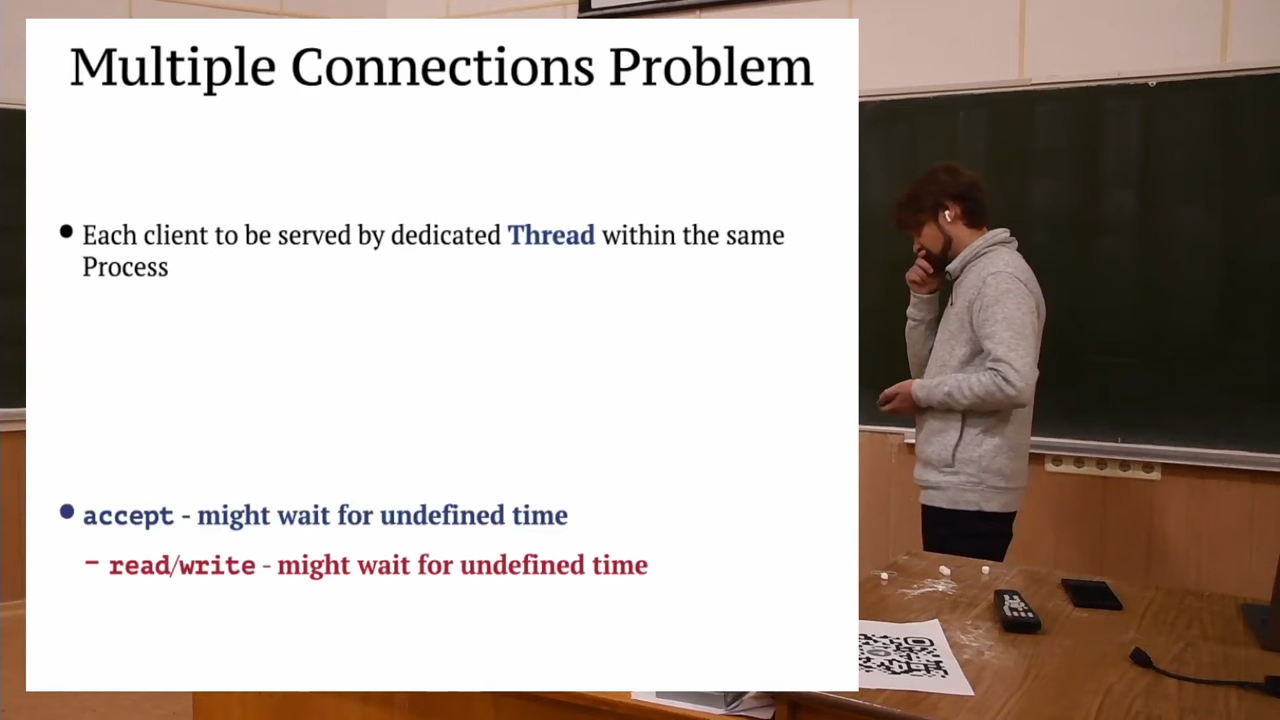 Multiple Connections Problem
• Each client to be served by dedicated Thread within the same
Process
• accept - might wait for undefined time
– read/write - might wait for undefined time